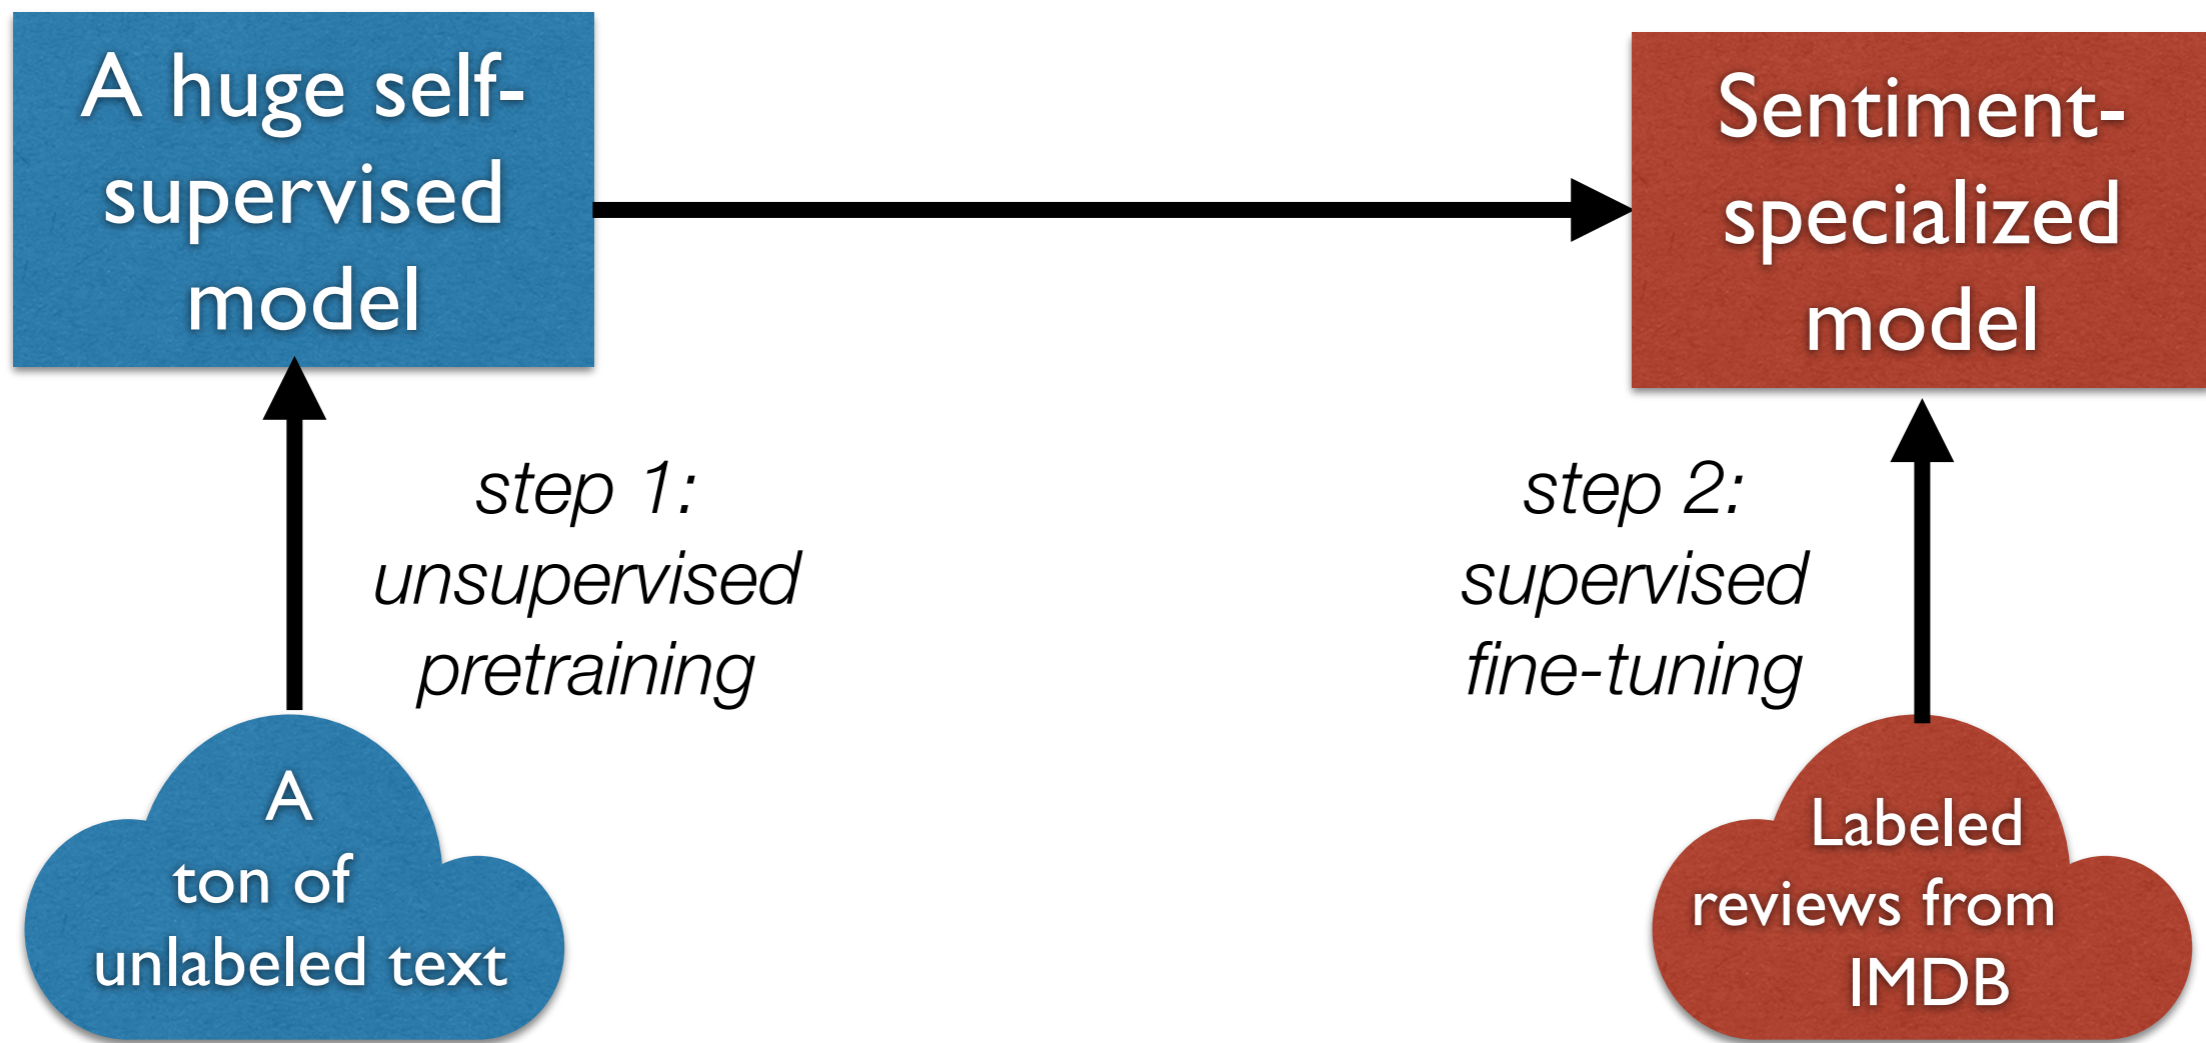 A huge self-
supervised
model
Sentiment-
specialized
model
step 1:
unsupervised
pretraining
step 2:
supervised
fine-tuning
A
ton of
unlabeled text
Labeled
reviews from
IMDB